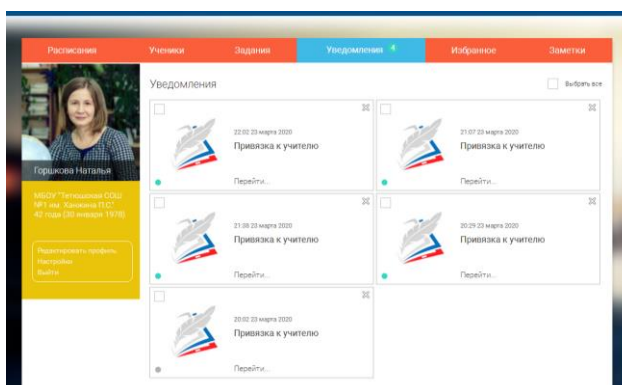 Расписания Ученики Задания Уведомления 4 Избранное Заметки
Уведомления
Выбрать все
22:02 23 марта 2020
Привязка к учителю
Перейти...
21:07 23 марта 2020
Привязка к учителю
Перейти...
21:38 23 марта 2020
Привязка к учителю
Перейти...
20:29 23 марта 2020
Привязка к учителю
Перейти...
20:02 23 марта 2020
Привязка к учителю
Перейти...
Горшкова Наталья
МБОУ "Тетюшская СОШ
№1 им. Ханжина П.С."
42 года (30 января 1978)
Редактировать профиль
Настройки
Выйти